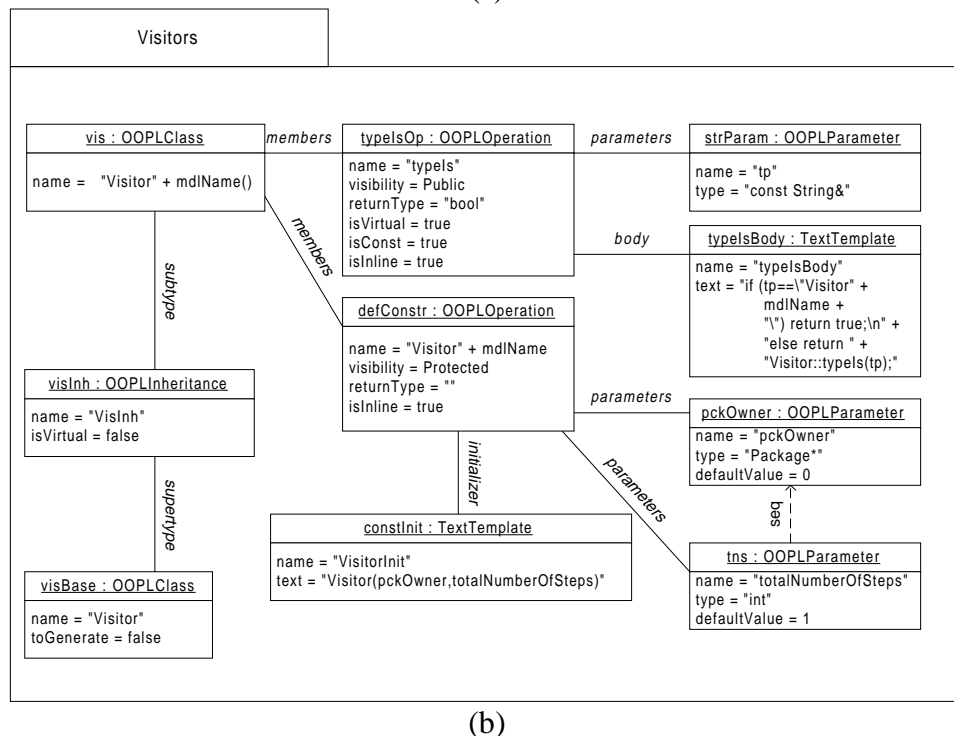 Visitors
vis : OOPLClass
name = "Visitor" + mdlName()
members
typeIsOp : OOPLOperation
name = "typeIs"
visibility = Public
returnType = "bool"
isVirtual = true
isConst = true
isInline = true
parameters
strParam : OOPLParameter
name = "tp"
type = "const String&"
members
body
typeIsBody : TextTemplate
name = "typeIsBody"
text = "if (tp==\"Visitor" +
mdlName +
"\") return true;\n" +
"else return " +
"Visitor::typeIs(tp);"
subtype
defConstr : OOPLOperation
name = "Visitor" + mdlName
visibility = Protected
returnType = ""
isInline = true
visInh : OOPLInheritance
name = "VisInh"
isVirtual = false
parameters
pckOwner : OOPLParameter
name = "pckOwner"
type = "Package*"
defaultValue = 0
initializer
parameters
seq
supertype
constInit : TextTemplate
name = "VisitorInit"
text = "Visitor(pckOwner,totalNumberOfSteps)"
tns : OOPLParameter
name = "totalNumberOfSteps"
type = "int"
defaultValue = 1
visBase : OOPLClass
name = "Visitor"
toGenerate = false
(b)